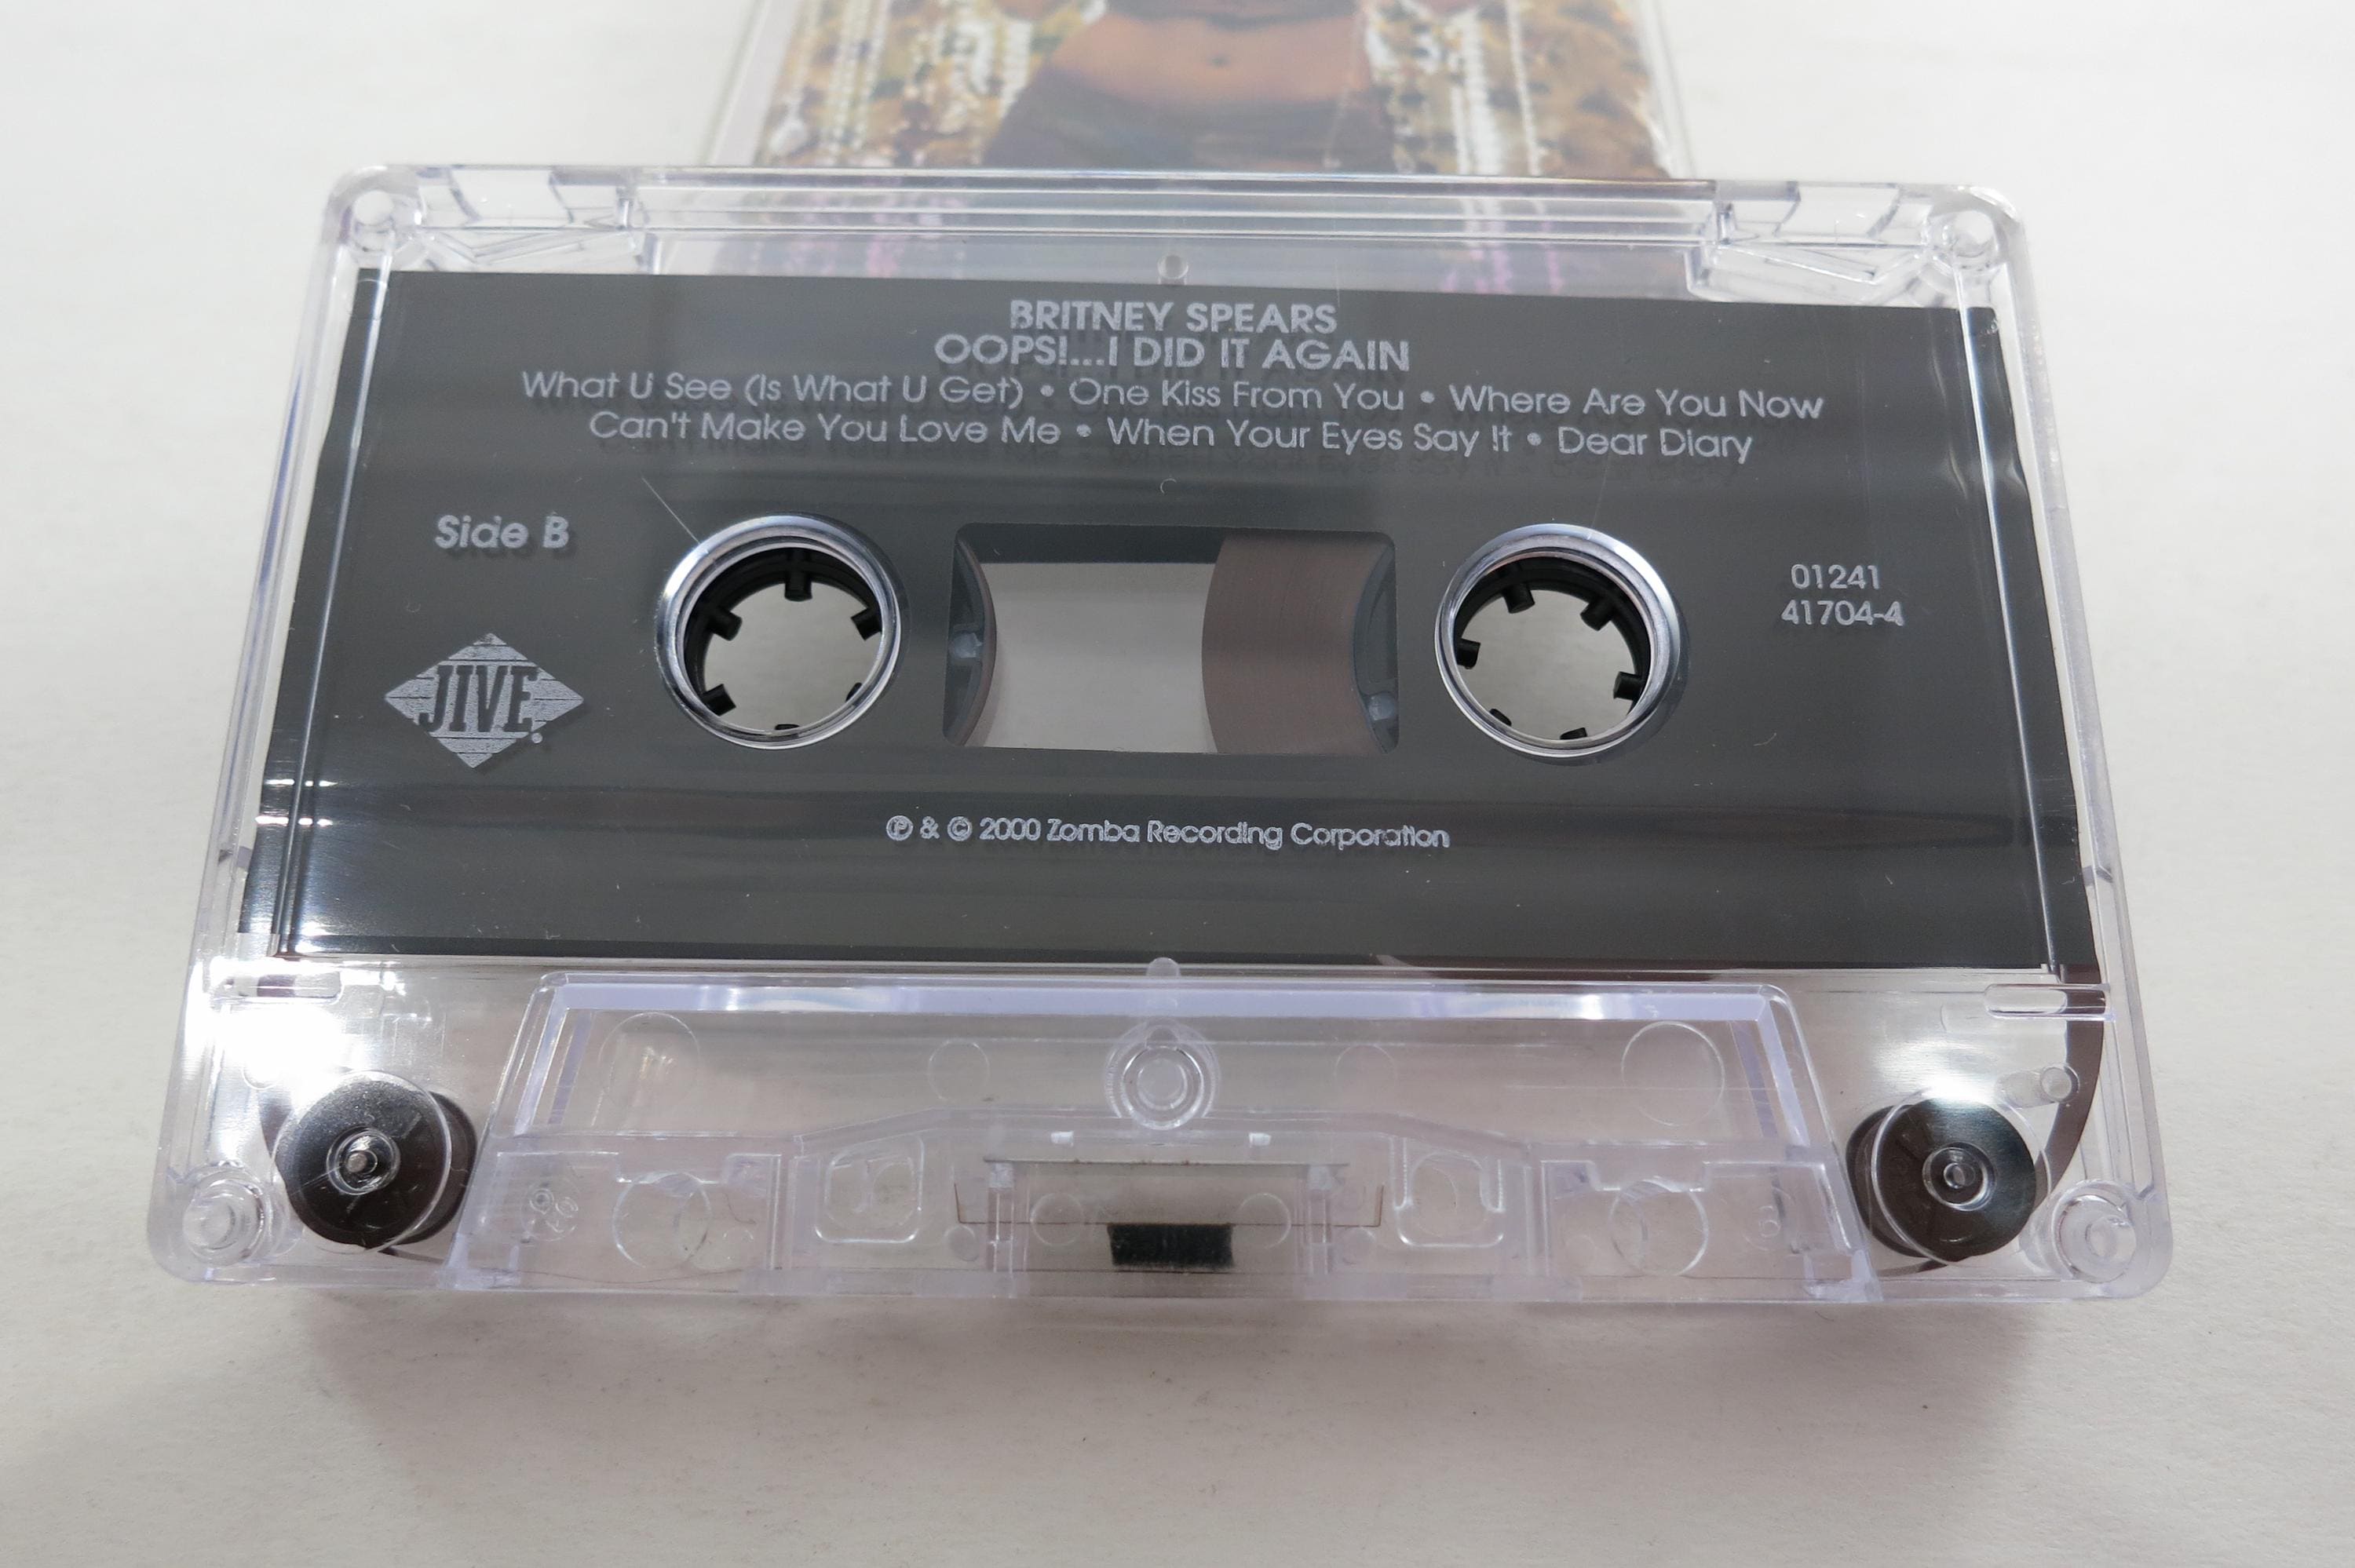 BRITNEY SPEARS
OOPS!...I DID IT AGAIN
What U See (Is What U Get) • One Kiss From You • Where Are You Now
Can't Make You Love Me • When Your Eyes Say It • Dear Diary
Side B
01241
41704-4
JIVE
℗ & © 2000 Zomba Recording Corporation